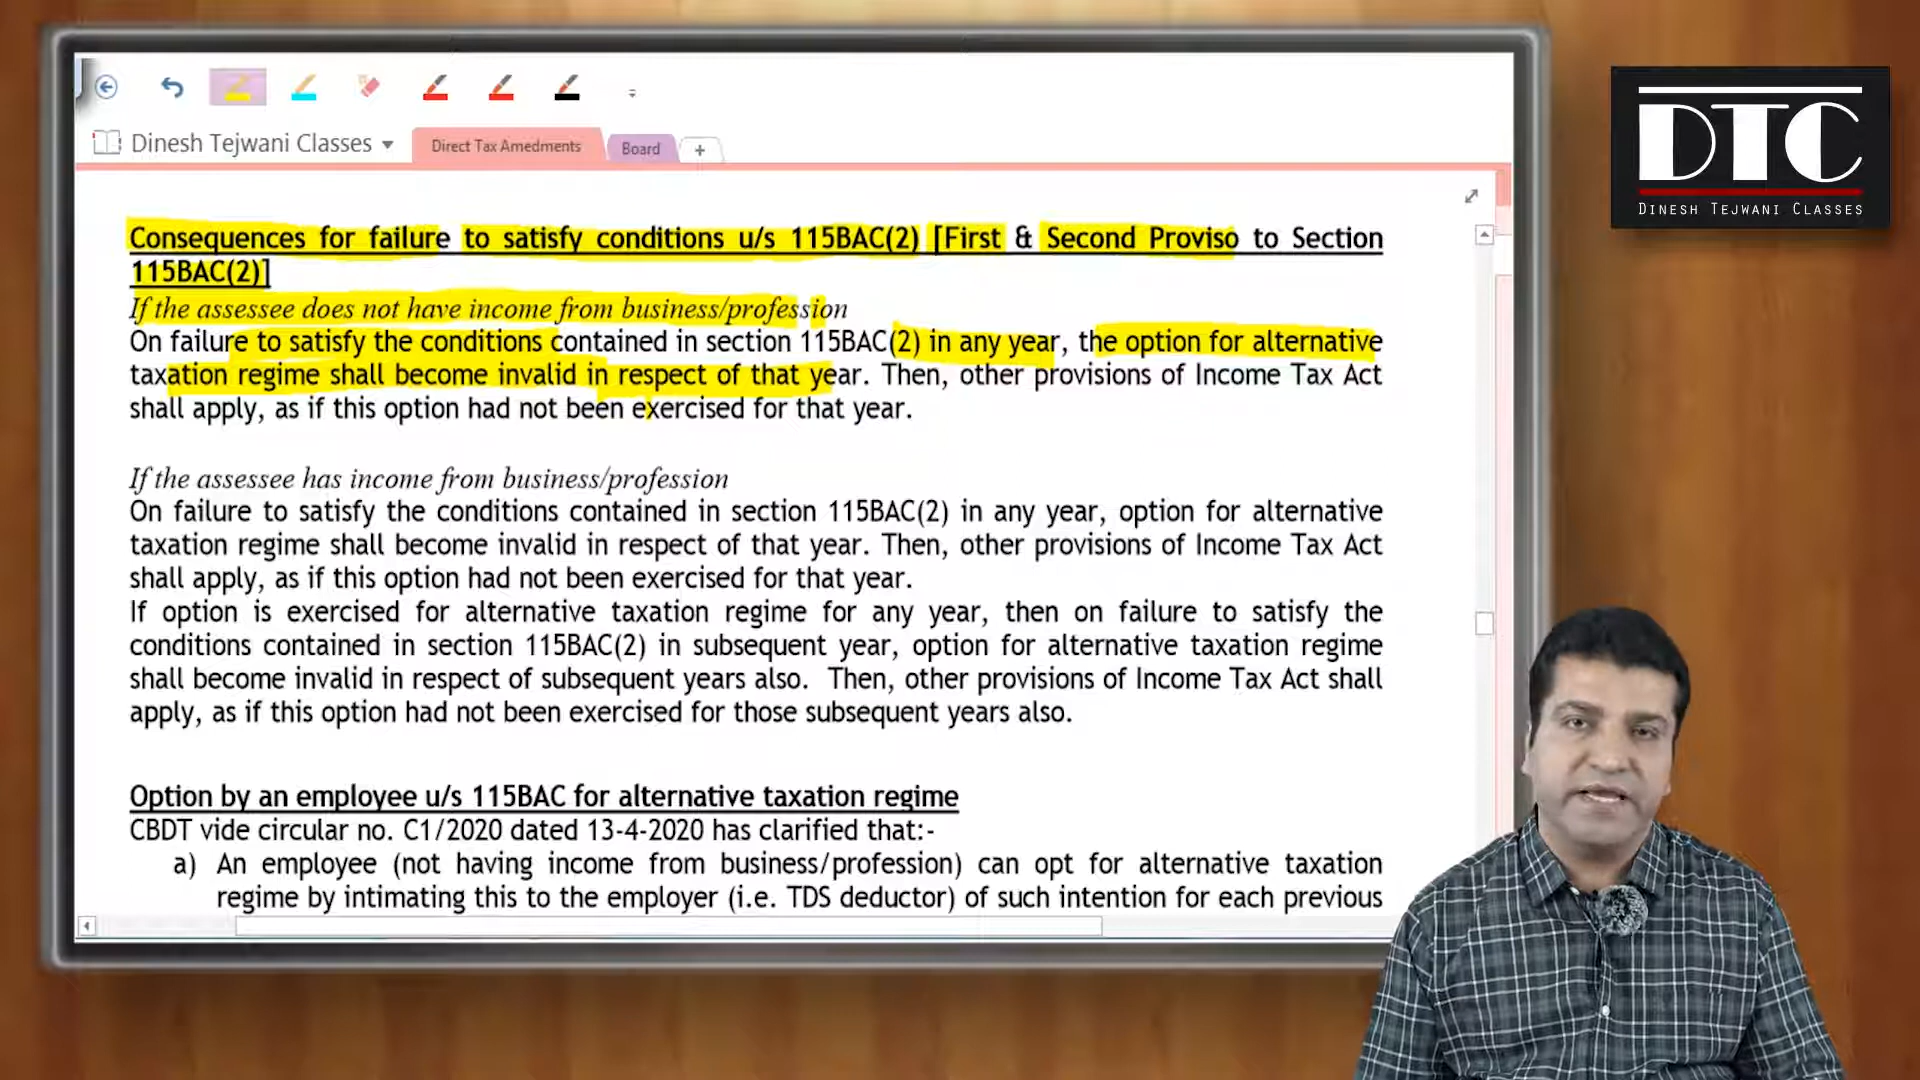 DTC
DINESH TEJWANI CLASSES
Dinesh Tejwani Classes
Direct Tax Amedments
Board
+
Consequences for failure to satisfy conditions u/s 115BAC(2) [First & Second Proviso to Section
115BAC(2)]
If the assessee does not have income from business/profession
On failure to satisfy the conditions contained in section 115BAC(2) in any year, the option for alternative
taxation regime shall become invalid in respect of that year. Then, other provisions of Income Tax Act
shall apply, as if this option had not been exercised for that year.
If the assessee has income from business/profession
On failure to satisfy the conditions contained in section 115BAC(2) in any year, option for alternative
taxation regime shall become invalid in respect of that year. Then, other provisions of Income Tax Act
shall apply, as if this option had not been exercised for that year.
If option is exercised for alternative taxation regime for any year, then on failure to satisfy the
conditions contained in section 115BAC(2) in subsequent year, option for alternative taxation regime
shall become invalid in respect of subsequent years also. Then, other provisions of Income Tax Act shall
apply, as if this option had not been exercised for those subsequent years also.
Option by an employee u/s 115BAC for alternative taxation regime
CBDT vide circular no. C1/2020 dated 13-4-2020 has clarified that:-
a) An employee (not having income from business/profession) can opt for alternative taxation
regime by intimating this to the employer (i.e. TDS deductor) of such intention for each previous